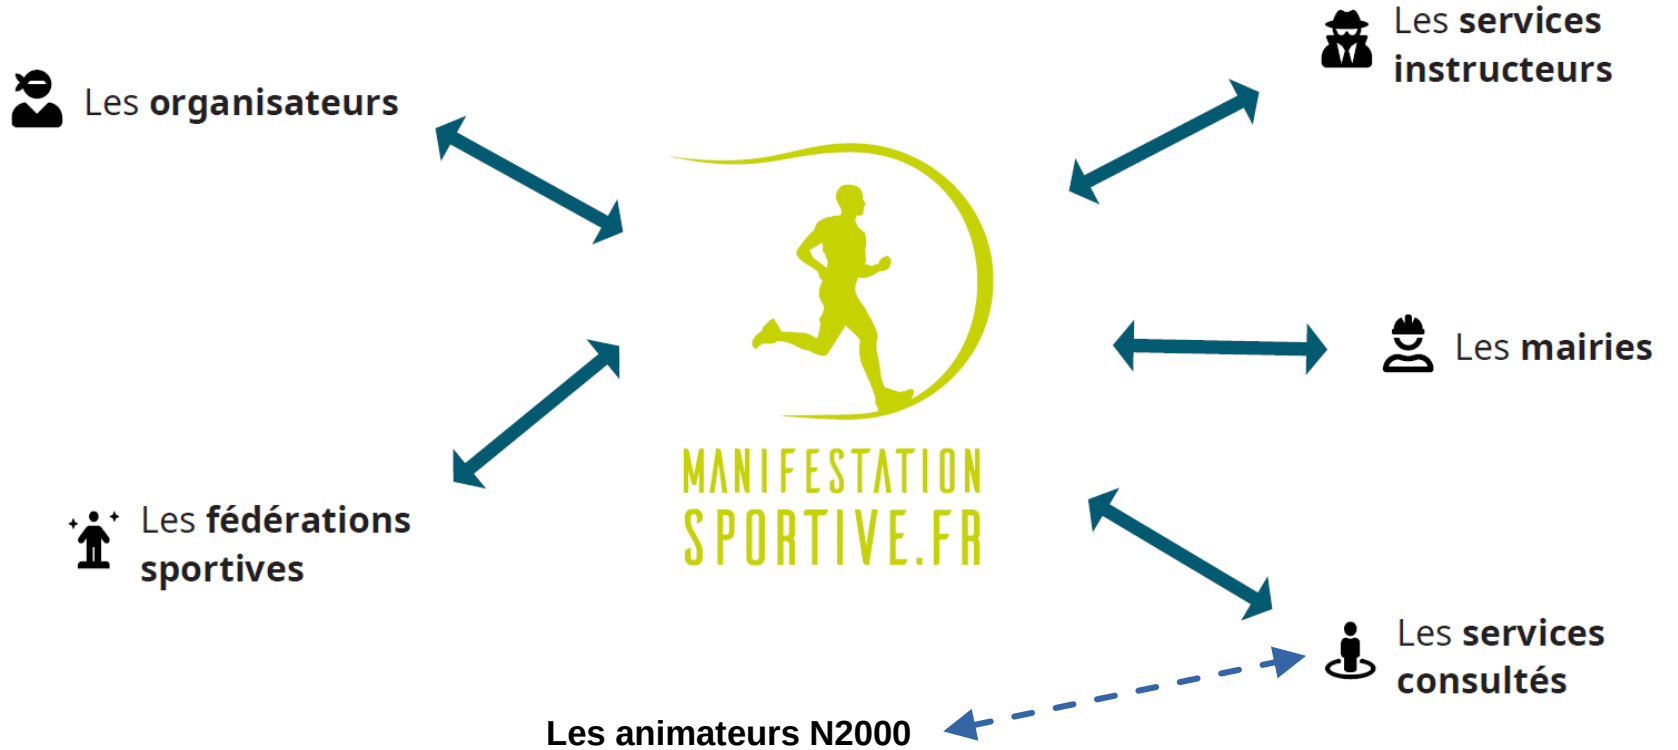 Les organisateurs
Les services
instructeurs
Les mairies
MANIFESTATION
SPORTIVE.FR
Les fédérations
sportives
Les services
consultés
Les animateurs N2000